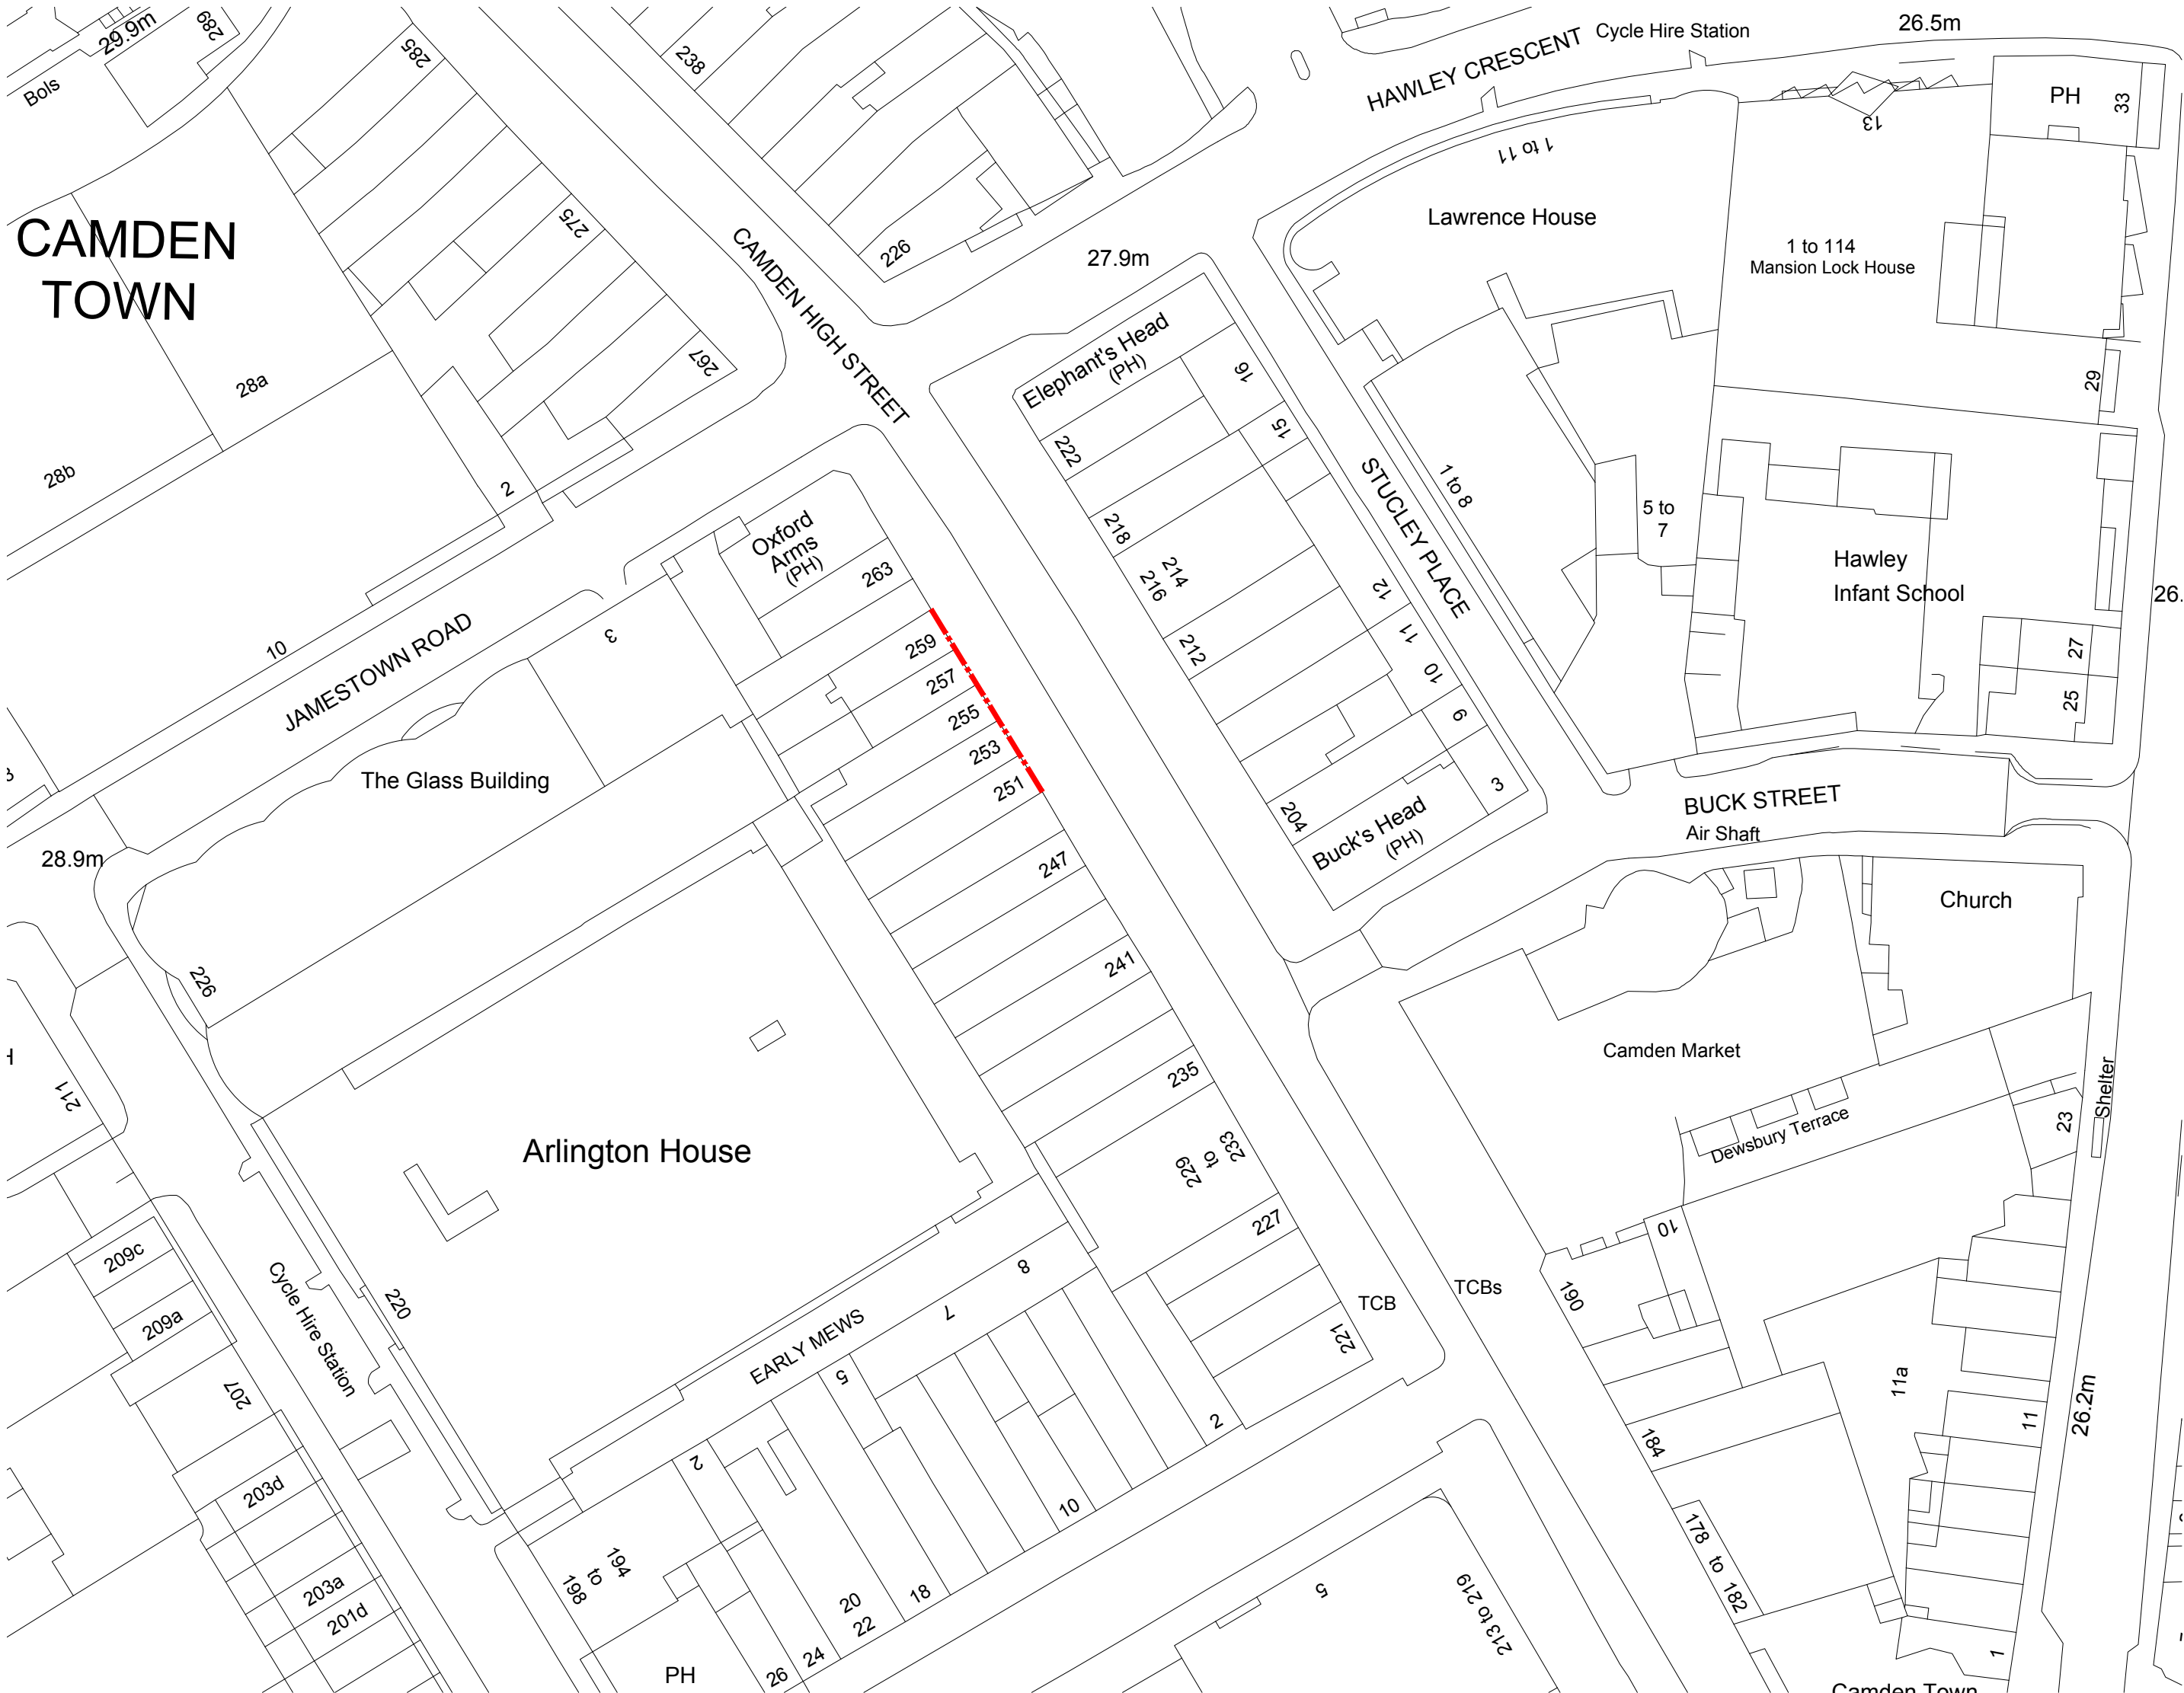 29.9m
289
Bols
285
238
HAWLEY CRESCENT
Cycle Hire Station
26.5m
PH
33
13
1 to 11
Lawrence House
1 to 114
Mansion Lock House
CAMDEN
TOWN
275
226
27.9m
CAMDEN HIGH STREET
267
28a
28b
2
Elephant's Head
(PH)
16
15
222
218
214
216
212
29
STUCLEY PLACE
1 to 8
5 to
7
Hawley
Infant School
26.
Oxford
Arms
(PH)
263
259
257
255
253
251
12
11
10
9
3
27
25
10
JAMESTOWN ROAD
3
The Glass Building
28.9m
204
Buck's Head
(PH)
BUCK STREET
Air Shaft
Church
247
241
235
226
211
Arlington House
229
to
233
227
221
Camden Market
Dewsbury Terrace
Shelter
23
10
TCB
TCBs
190
209c
209a
207
Cycle Hire Station
220
EARLY MEWS
8
7
5
2
2
184
11a
11
26.2m
203d
203a
201d
198
to
194
10
18
20
22
24
26
PH
5
213 to 219
178 to 182
1
Camden Town